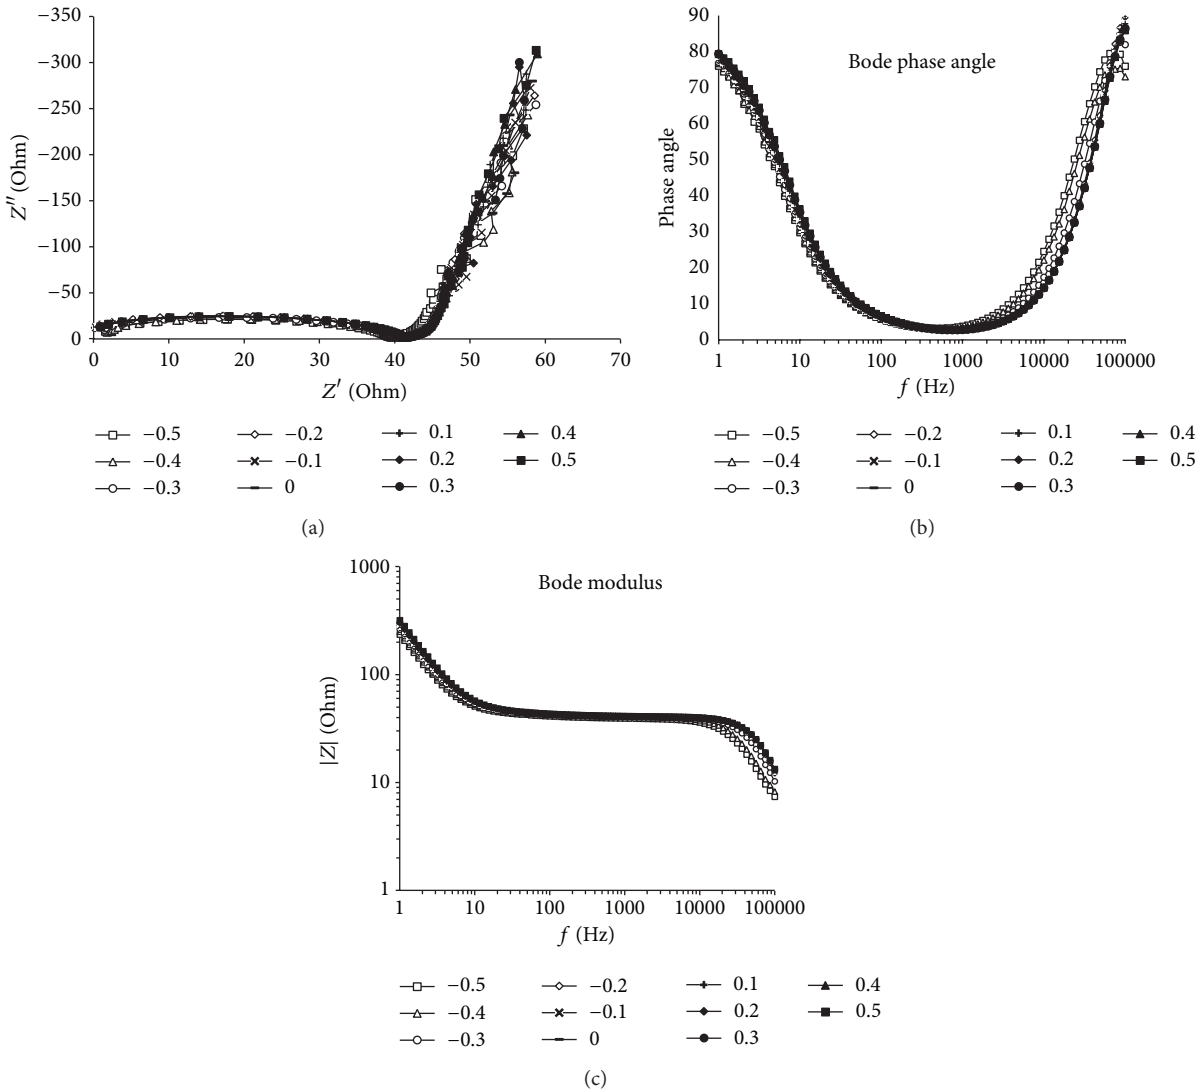 −350
−300
−250
−200
−150
−100
−50
0
Z″ (Ohm)
0 10 20 30 40 50 60 70
Z′ (Ohm)
−0.5 −0.2 0.1 0.4
−0.4 −0.1 0.2 0.5
−0.3 0 0.3
(a)
90
80
70
60
50
40
30
20
10
0
Phase angle
Bode phase angle
1 10 100 1000 10000 100000
f (Hz)
−0.5 −0.2 0.1 0.4
−0.4 −0.1 0.2 0.5
−0.3 0 0.3
(b)
1000
100
10
1
|Z| (Ohm)
Bode modulus
1 10 100 1000 10000 100000
f (Hz)
−0.5 −0.2 0.1 0.4
−0.4 −0.1 0.2 0.5
−0.3 0 0.3
(c)